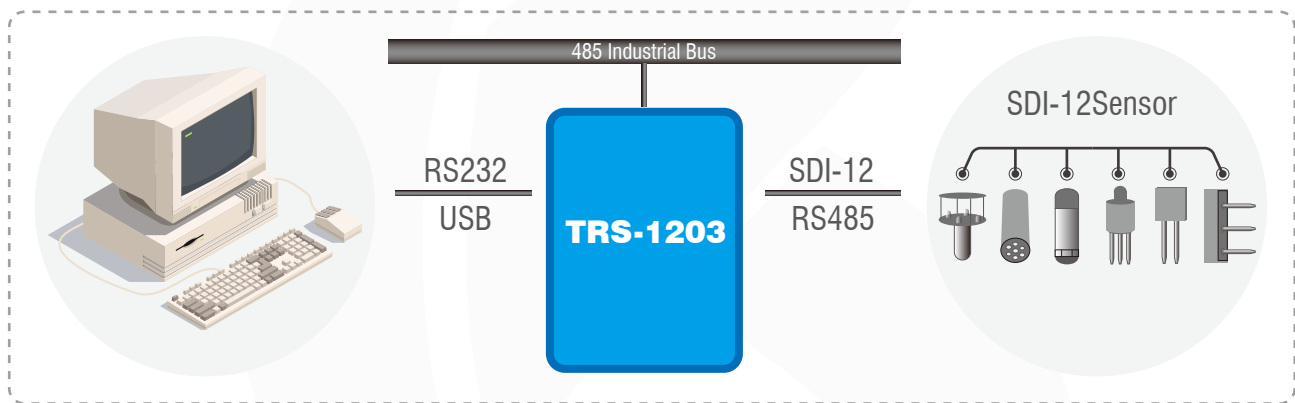 485 Industrial Bus
SDI-12Sensor
RS232
USB
TRS-1203
SDI-12
RS485